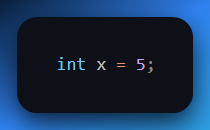 int x = 5;